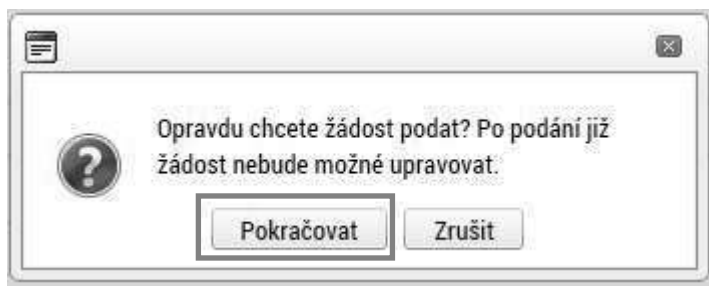 Opravdu chcete žádost podat? Po podání již
žádost nebude možné upravovat.
Pokračovat Zrušit